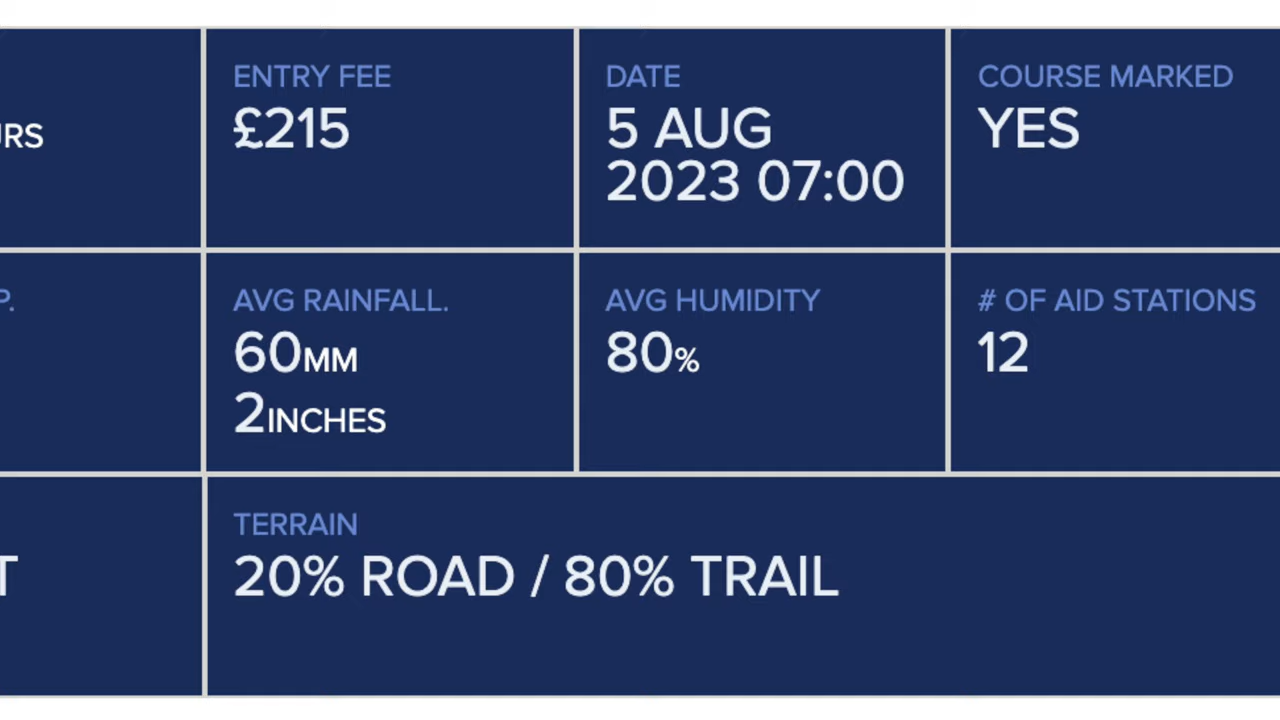 ENTRY FEE
£215
DATE
5 AUG
2023 07:00
COURSE MARKED
YES
AVG RAINFALL.
60MM
2INCHES
AVG HUMIDITY
80%
# OF AID STATIONS
12
TERRAIN
20% ROAD / 80% TRAIL